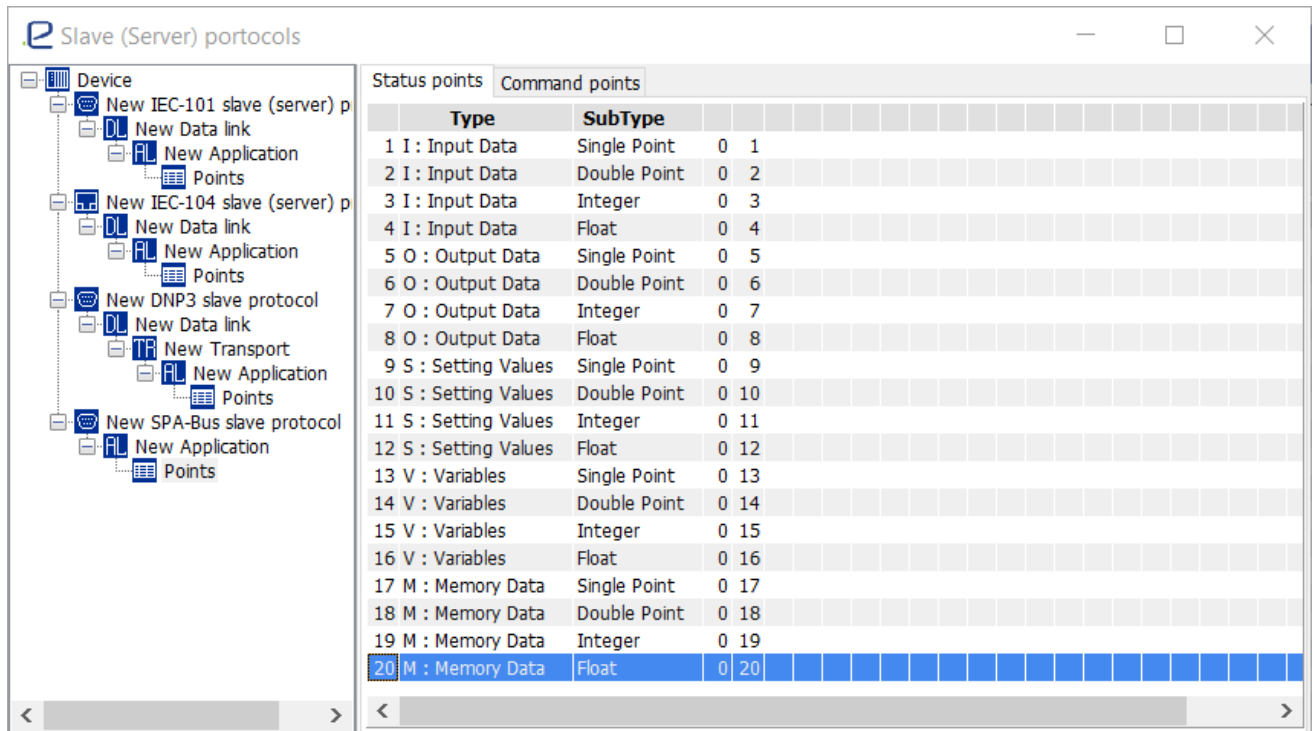 Slave (Server) portocols
Device
New IEC-101 slave (server) p
New Data link
New Application
Points
New IEC-104 slave (server) p
New Data link
New Application
Points
New DNP3 slave protocol
New Data link
New Transport
New Application
Points
New SPA-Bus slave protocol
New Application
Points
Status points Command points
Type SubType
1 I : Input Data Single Point 0 1
2 I : Input Data Double Point 0 2
3 I : Input Data Integer 0 3
4 I : Input Data Float 0 4
5 O : Output Data Single Point 0 5
6 O : Output Data Double Point 0 6
7 O : Output Data Integer 0 7
8 O : Output Data Float 0 8
9 S : Setting Values Single Point 0 9
10 S : Setting Values Double Point 0 10
11 S : Setting Values Integer 0 11
12 S : Setting Values Float 0 12
13 V : Variables Single Point 0 13
14 V : Variables Double Point 0 14
15 V : Variables Integer 0 15
16 V : Variables Float 0 16
17 M : Memory Data Single Point 0 17
18 M : Memory Data Double Point 0 18
19 M : Memory Data Integer 0 19
20 M : Memory Data Float 0 20